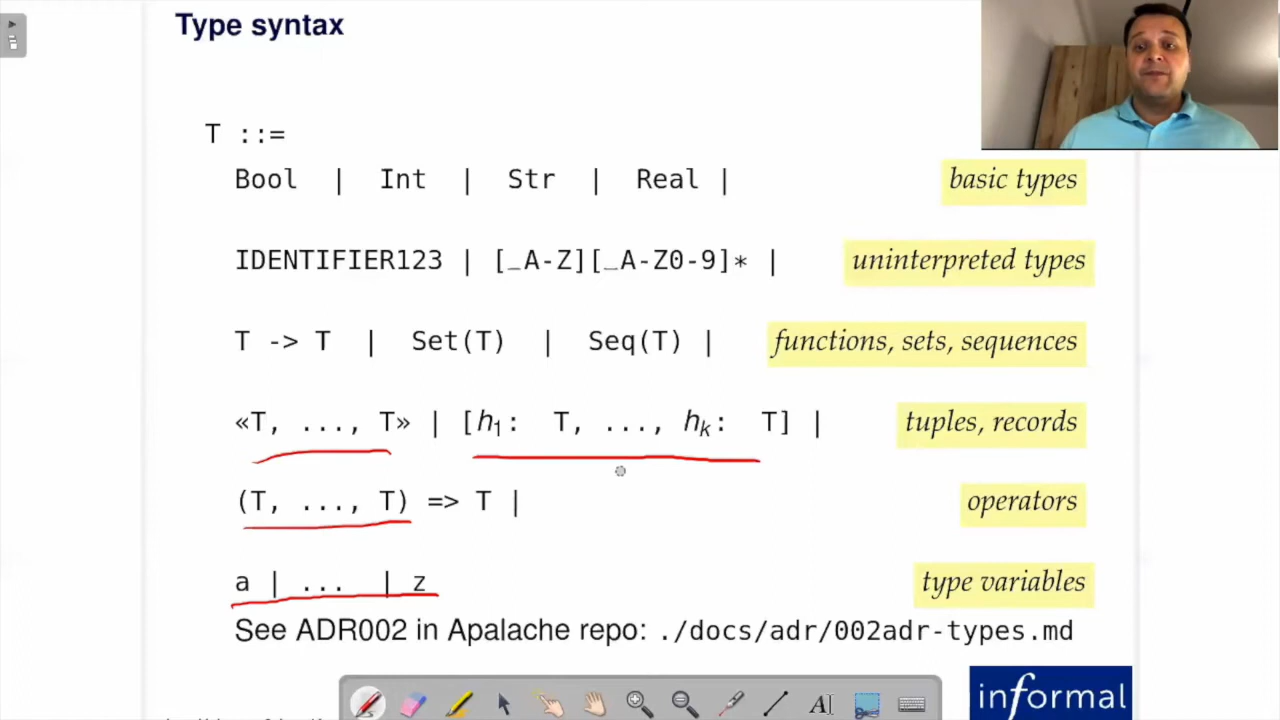 Type syntax
T ::=
Bool | Int | Str | Real | basic types
IDENTIFIER123 | [_A-Z][_A-Z0-9]* | uninterpreted types
T -> T | Set(T) | Seq(T) | functions, sets, sequences
«T, ..., T» | [h₁: T, ..., hₖ: T] | tuples, records
(T, ..., T) => T | operators
a | ... | z type variables
See ADR002 in Apalache repo: ./docs/adr/002adr-types.md
informal
AI